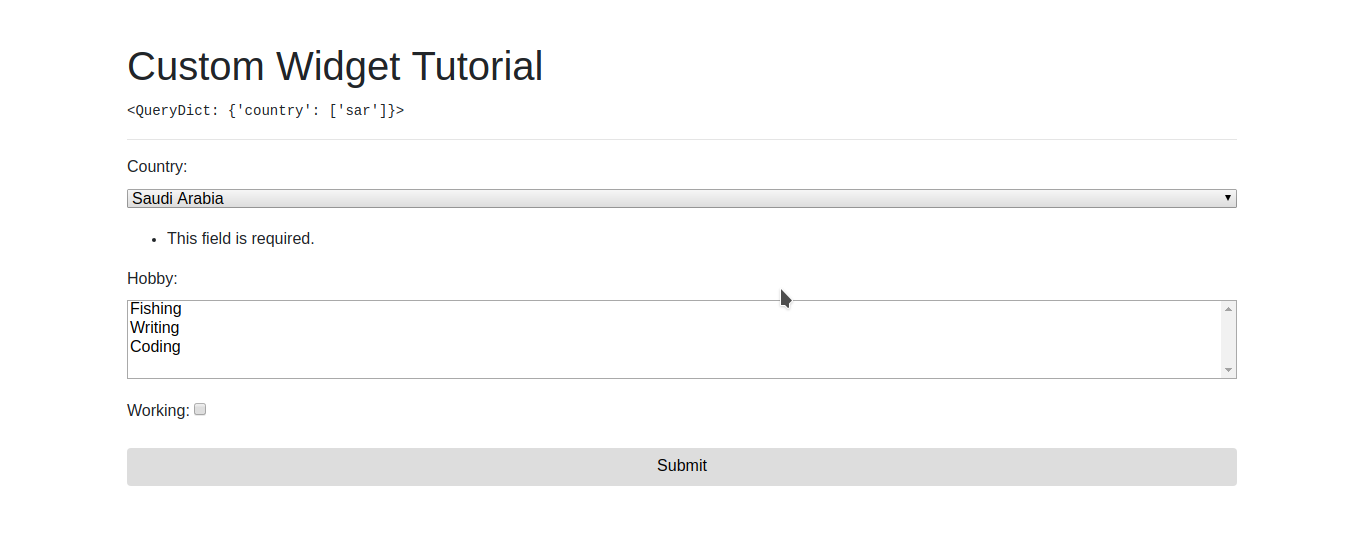 Custom Widget Tutorial
<QueryDict: {'country': ['sar']}>
Country:
Saudi Arabia
This field is required.
Hobby:
Fishing
Writing
Coding
Working:
Submit